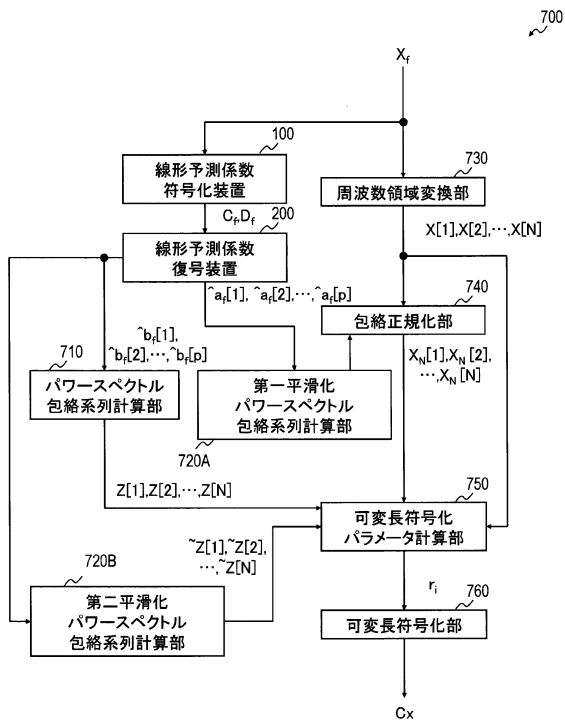 700
X_f
100
線形予測係数
符号化装置
730
周波数領域変換部
C_f,D_f
200
線形予測係数
復号装置
X[1],X[2],…,X[N]
^a_f[1], ^a_f[2],…,^a_f[p]
740
包絡正規化部
^b_f[1],
^b_f[2],…,^b_f[p]
710
パワースペクトル
包絡系列計算部
第一平滑化
パワースペクトル
包絡系列計算部
720A
X_N[1],X_N[2],
…,X_N[N]
Z[1],Z[2],…,Z[N]
750
可変長符号化
パラメータ計算部
~Z[1],~Z[2],
…,~Z[N]
720B
第二平滑化
パワースペクトル
包絡系列計算部
r_i
760
可変長符号化部
Cx